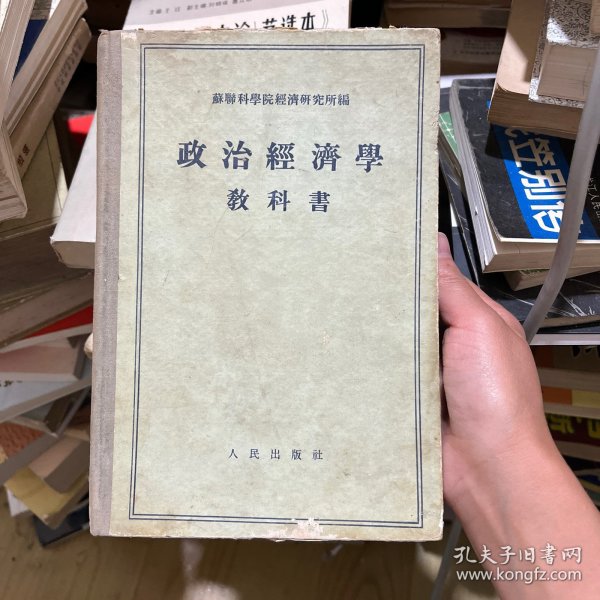 蘇聯科學院經濟研究所編
政治經濟學
教科書
人民出版社
孔夫子旧书网
www.kongfz.com